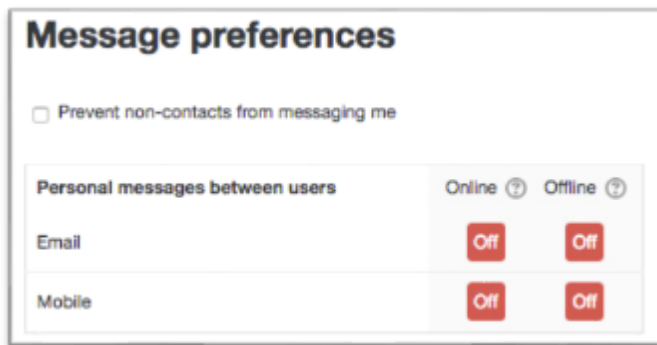 Message preferences
Prevent non-contacts from messaging me
Personal messages between users Online ? Offline ?
Email Off Off
Mobile Off Off